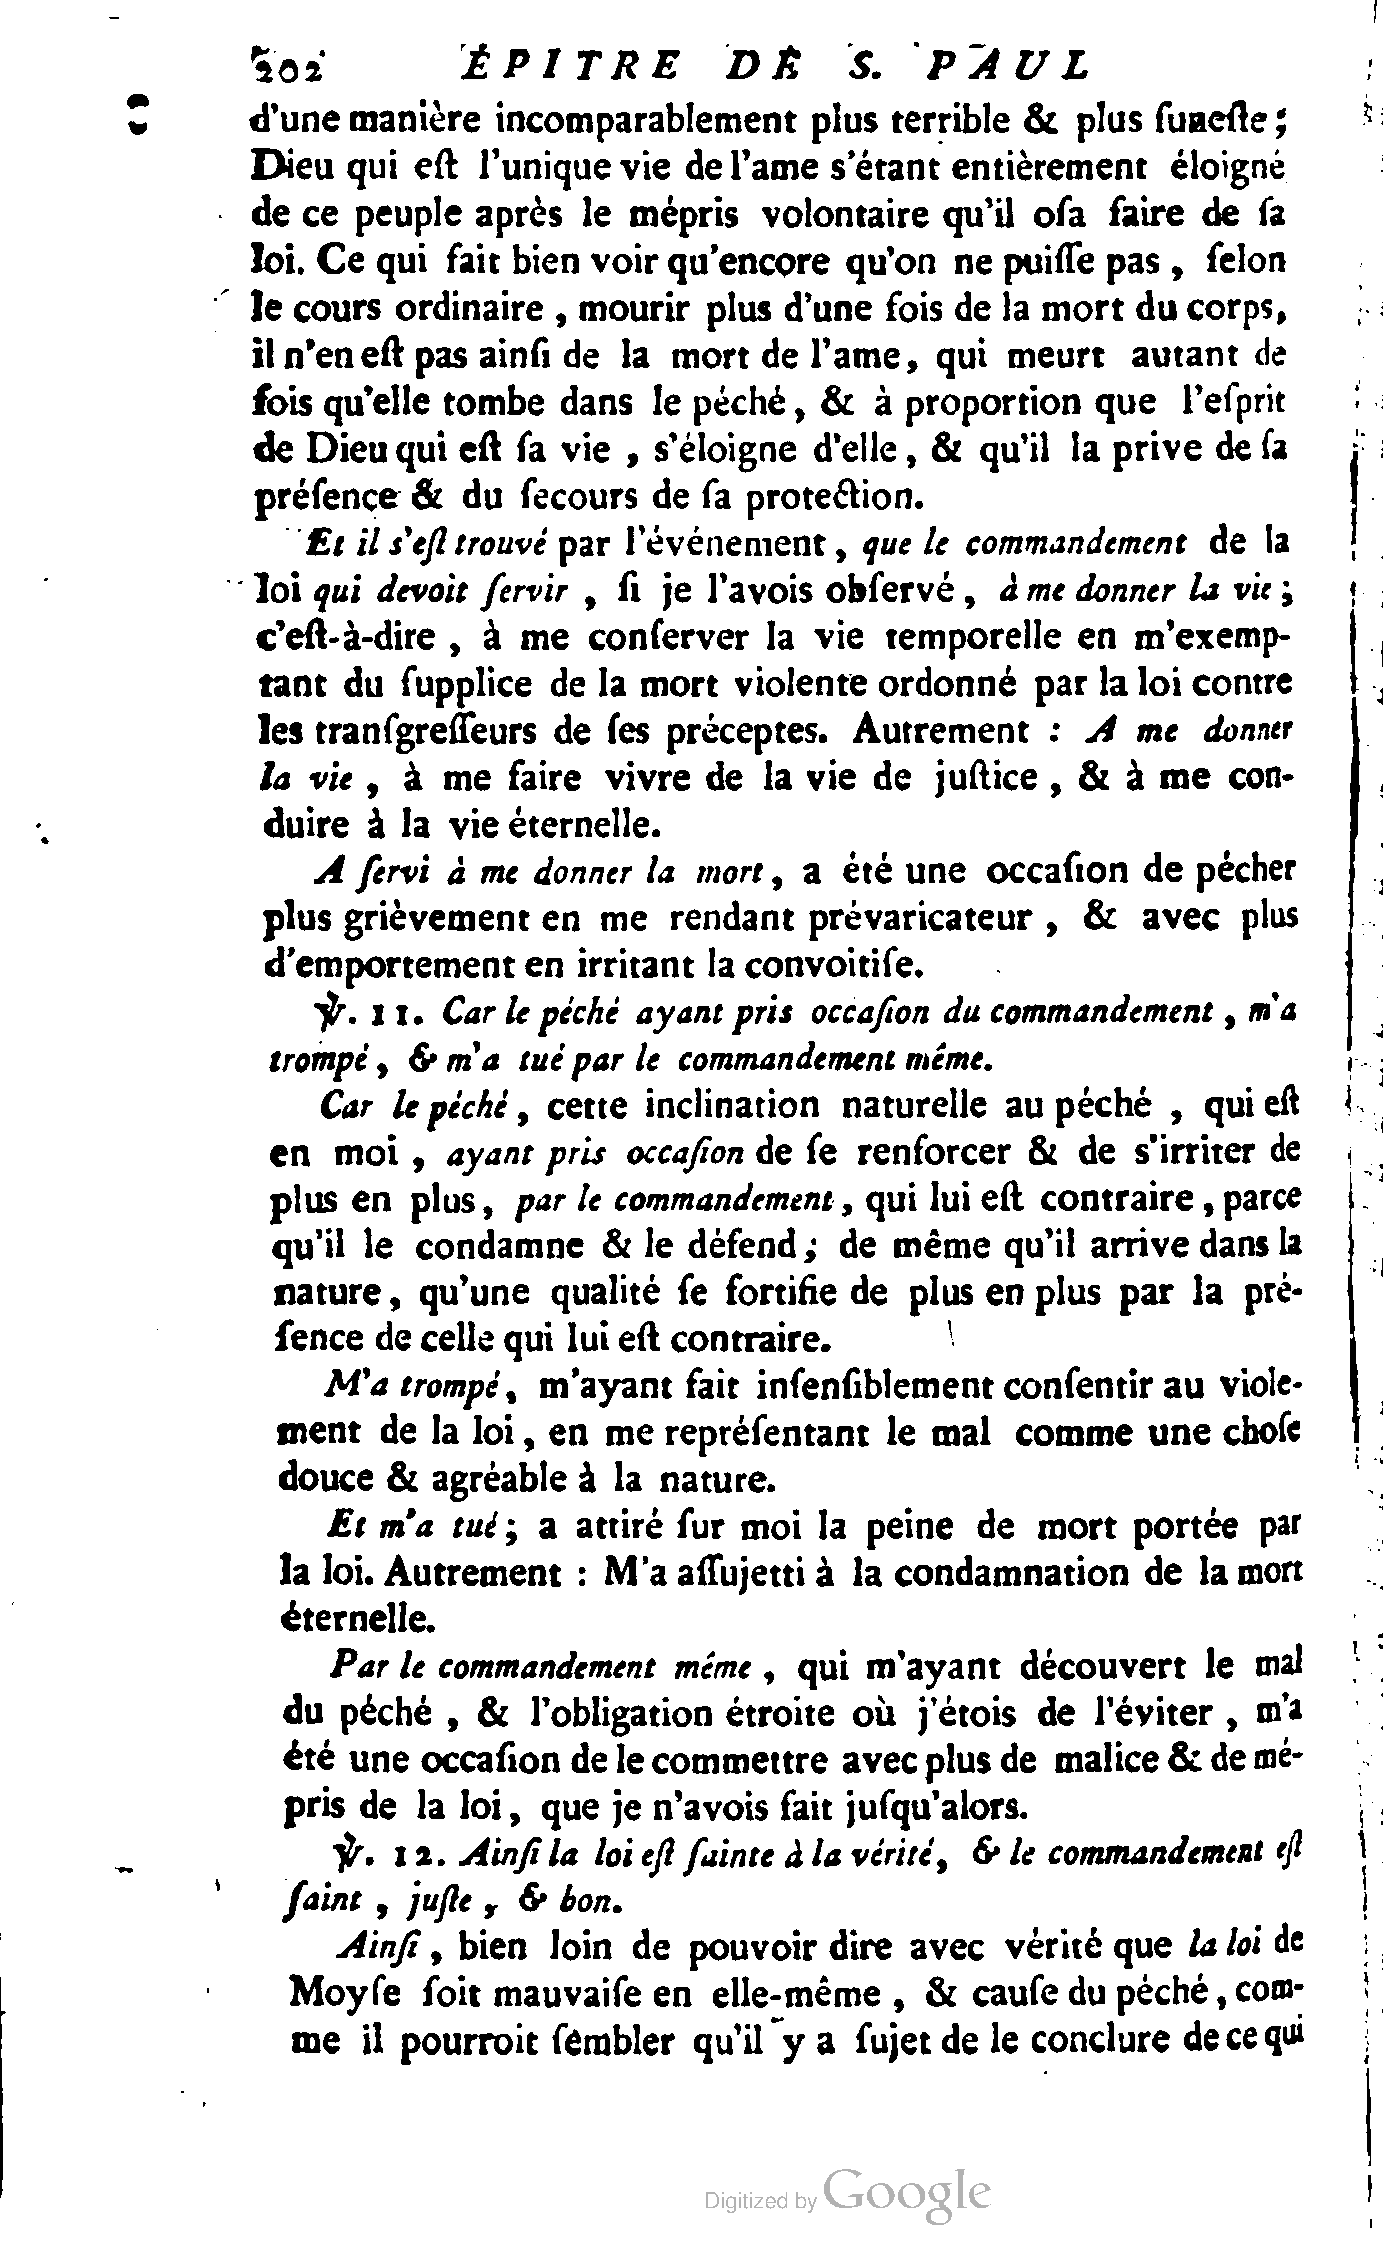 202 ÉPITRE DE S. PAUL
d'une manière incomparablement plus terrible & plus funeſte;
Dieu qui eſt l'unique vie de l'ame s'étant entièrement éloigné
de ce peuple après le mépris volontaire qu'il oſa faire de ſa
loi. Ce qui fait bien voir qu'encore qu'on ne puiſſe pas, ſelon
le cours ordinaire, mourir plus d'une fois de la mort du corps,
il n'en eſt pas ainſi de la mort de l'ame, qui meurt autant de
fois qu'elle tombe dans le péché, & à proportion que l'eſprit
de Dieu qui eſt ſa vie, s'éloigne d'elle, & qu'il la prive de ſa
préſence & du ſecours de ſa protection.
Et il s'eſt trouvé par l'événement, que le commandement de la
loi qui devoit ſervir, ſi je l'avois obſervé, à me donner la vie;
c'eſt-à-dire, à me conſerver la vie temporelle en m'exemp-
tant du ſupplice de la mort violente ordonné par la loi contre
les tranſgreſſeurs de ſes préceptes. Autrement : A me donner
la vie, à me faire vivre de la vie de juſtice, & à me con-
duire à la vie éternelle.
A ſervi à me donner la mort, a été une occaſion de pécher
plus grièvement en me rendant prévaricateur, & avec plus
d'emportement en irritant la convoitiſe.
℣. 11. Car le péché ayant pris occaſion du commandement, m'a
trompé, & m'a tué par le commandement même.
Car le péché, cette inclination naturelle au péché, qui eſt
en moi, ayant pris occaſion de ſe renforcer & de s'irriter de
plus en plus, par le commandement, qui lui eſt contraire, parce
qu'il le condamne & le défend; de même qu'il arrive dans la
nature, qu'une qualité ſe fortifie de plus en plus par la pré-
ſence de celle qui lui eſt contraire.
M'a trompé, m'ayant fait inſenſiblement conſentir au viole-
ment de la loi, en me repréſentant le mal comme une choſe
douce & agréable à la nature.
Et m'a tué; a attiré ſur moi la peine de mort portée par
la loi. Autrement : M'a aſſujetti à la condamnation de la mort
éternelle.
Par le commandement même, qui m'ayant découvert le mal
du péché, & l'obligation étroite où j'étois de l'éviter, m'a
été une occaſion de le commettre avec plus de malice & de mé-
pris de la loi, que je n'avois fait juſqu'alors.
℣. 12. Ainſi la loi eſt ſainte à la vérité, & le commandement eſt
ſaint, juſte, & bon.
Ainſi, bien loin de pouvoir dire avec vérité que la loi de
Moyſe ſoit mauvaiſe en elle-même, & cauſe du péché, com-
me il pourroit ſembler qu'il y a ſujet de le conclure de ce qui
Digitized by Google